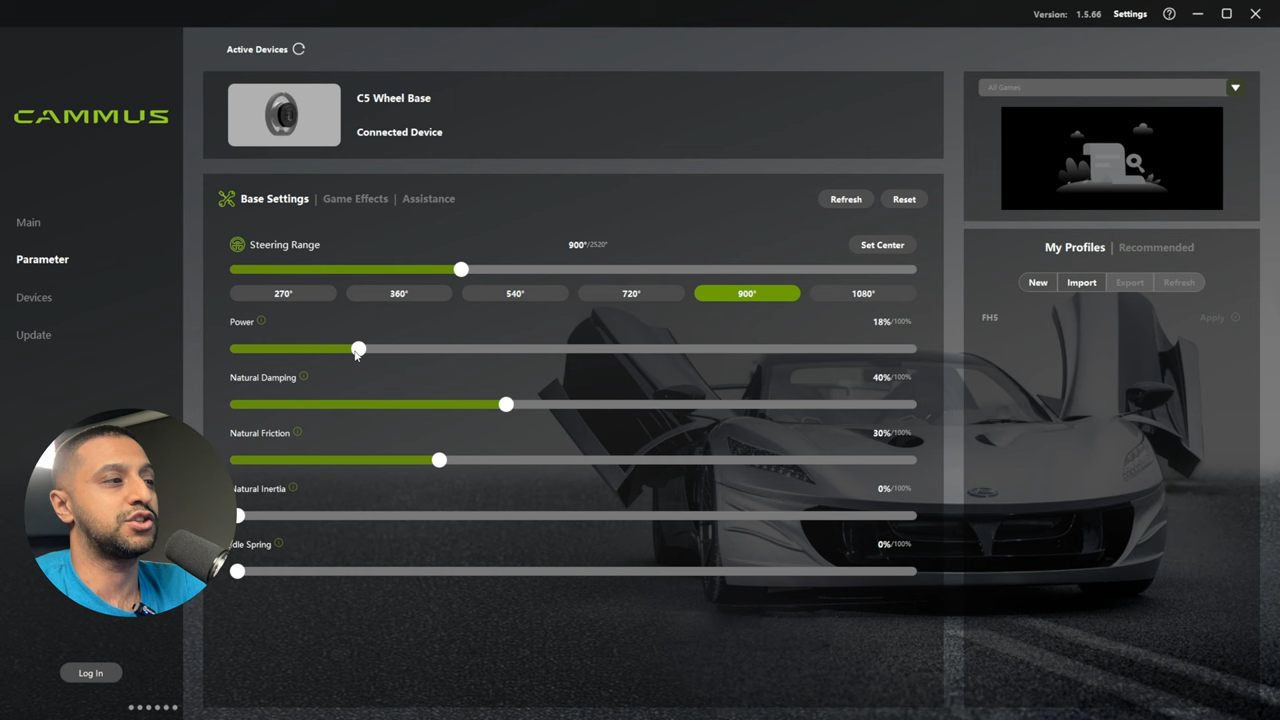 Version: 1.5.66 Settings
Active Devices
CAMMUS
C5 Wheel Base
Connected Device
All Games
Main
Parameter
Devices
Update
Log In
Base Settings | Game Effects | Assistance
Refresh Reset
Steering Range 900°/2520° Set Center
270° 360° 540° 720° 900° 1080°
Power 18%/100%
Natural Damping 40%/100%
Natural Friction 30%/100%
Natural Inertia 0%/100%
dle Spring 0%/100%
My Profiles | Recommended
New Import Export Refresh
FH5 Apply